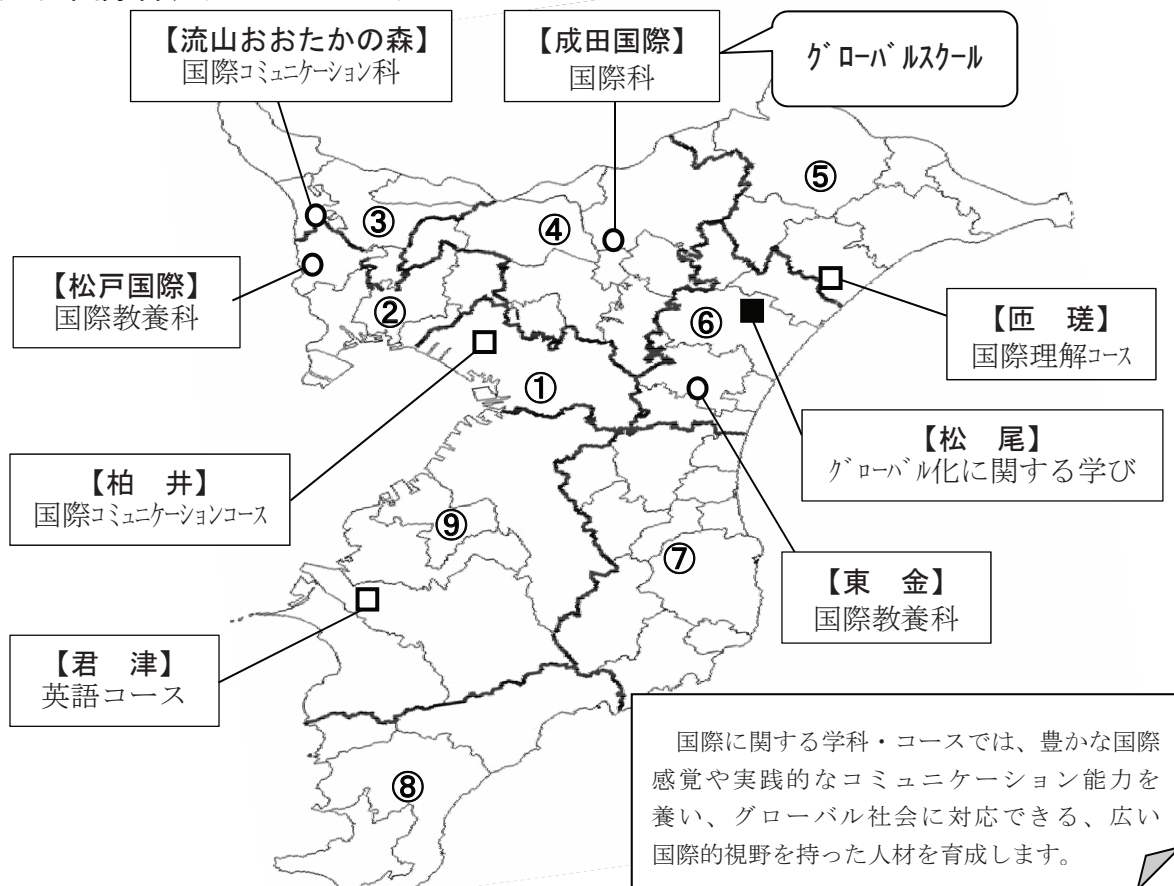 【流山おおたかの森】
国際コミュニケーション科
【成田国際】
国際科
グローバルスクール
【松戸国際】
国際教養科
【匝　瑳】
国際理解コース
【松　尾】
グローバル化に関する学び
【柏　井】
国際コミュニケーションコース
【東　金】
国際教養科
【君　津】
英語コース
③
④
⑤
②
⑥
①
⑨
⑦
⑧
国際に関する学科・コースでは、豊かな国際
感覚や実践的なコミュニケーション能力を
養い、グローバル社会に対応できる、広い
国際的視野を持った人材を育成します。